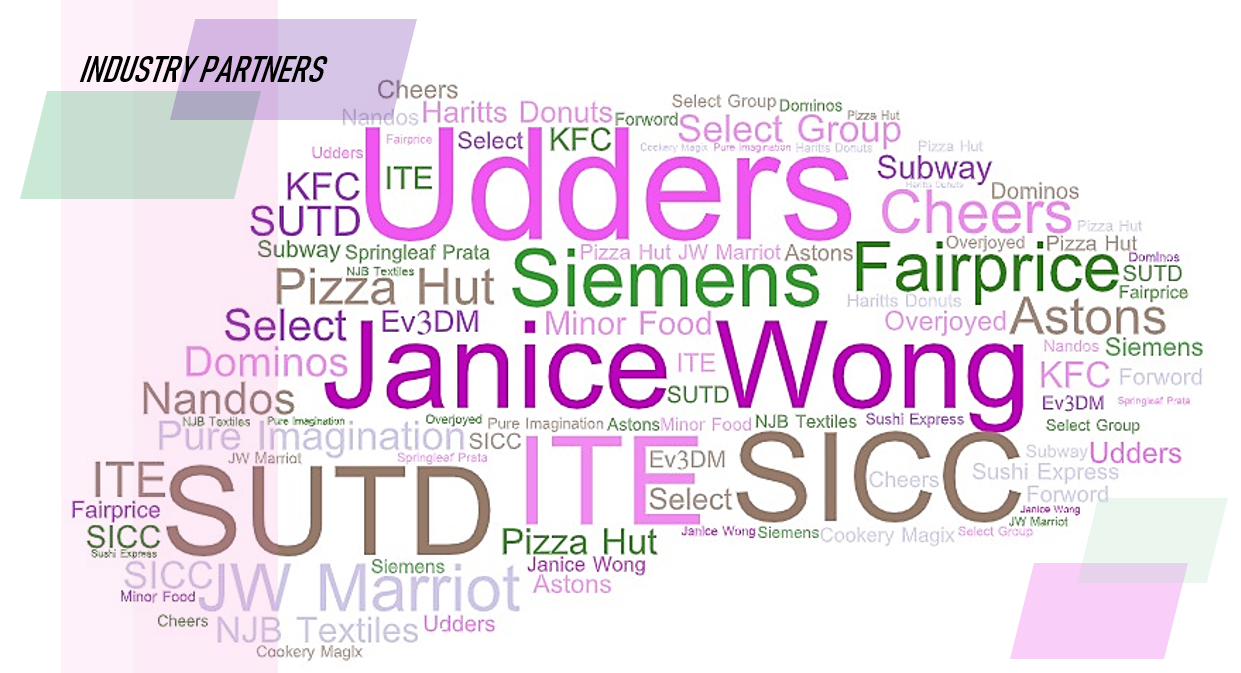 INDUSTRY PARTNERS
Cheers
Select Group Dominos
Nandos Haritts Donuts Forword Select Group Pizza Hut
Fairprice Select KFC Cookery Magix Pure Imagination Haritts Donuts Pizza Hut
Udders Udders Subway
KFC ITE Haritts Donuts Dominos
SUTD Cheers Pizza Hut
Subway Springleaf Prata Pizza Hut JW Marriot Astons Overjoyed Pizza Hut
NJB Textiles Siemens Fairprice Dominos
Pizza Hut SUTD
Haritts Donuts Fairprice
Select Ev3DM Minor Food Overjoyed Astons
Dominos Janice Wong ITE Nandos Siemens
SUTD KFC Forword
Nandos Ev3DM Springleaf Prata
NJB Textiles Pure Imagination Overjoyed Pure Imagination Astons Minor Food NJB Textiles Sushi Express Select Group
Pure Imagination SICC
JW Marriot Springleaf Prata ITE Ev3DM SICC Subway Udders
ITE SUTD Select Cheers Sushi Express
Fairprice Forword
SICC Janice Wong
Sushi Express Pizza Hut Janice Wong Siemens Cookery Magix Select Group JW Marriot
SICC Siemens Janice Wong
Minor Food JW Marriot Astons
Cheers NJB Textiles Udders
Cookery MagIx